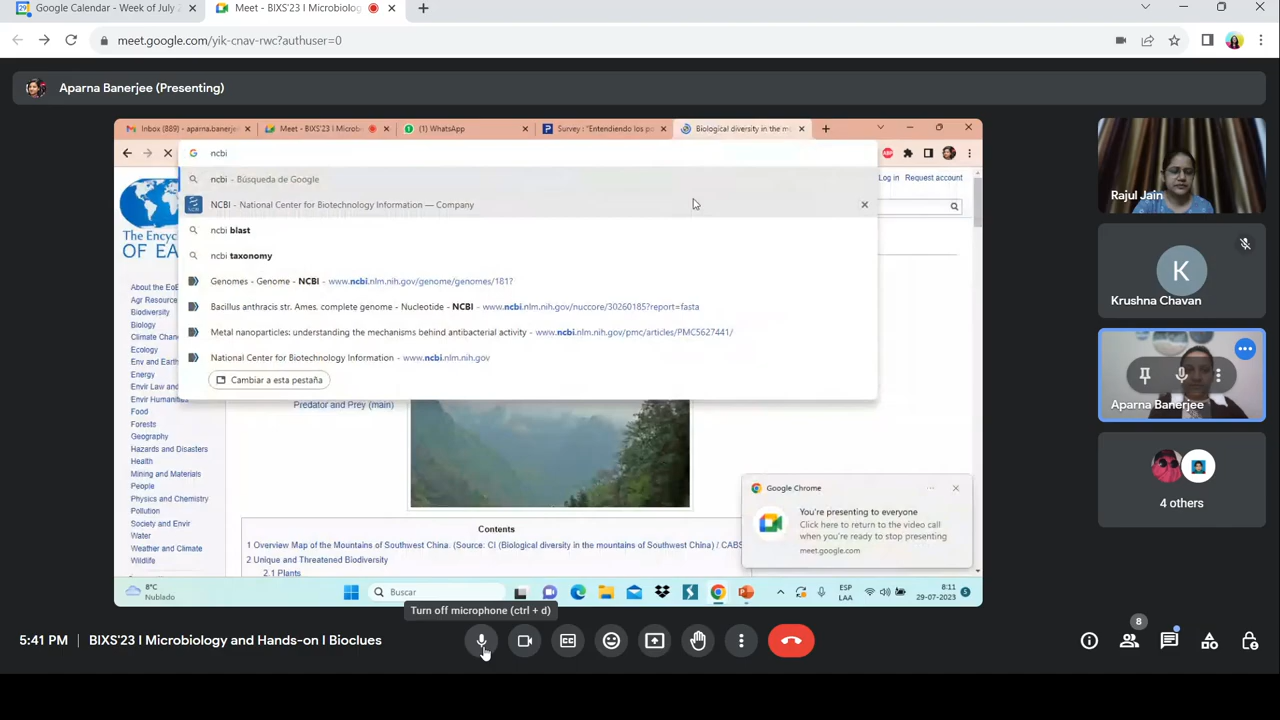 Google Calendar - Week of July
Meet - BIXS'23 I Microbiolog
meet.google.com/yik-cnav-rwc?authuser=0
Aparna Banerjee (Presenting)
Inbox (889) - aparna.banerje
Meet - BIXS'23 I Microbi
(1) WhatsApp
Survey: "Entendiendo los po
Biological diversity in the m
G ncbi
Log in Request account
ncbi - Búsqueda de Google
NCBI - National Center for Biotechnology Information — Company
ncbi blast
ncbi taxonomy
Genomes - Genome - NCBI - www.ncbi.nlm.nih.gov/genome/genomes/181?
Bacillus anthracis str. Ames. complete genome - Nucleotide - NCBI - www.ncbi.nlm.nih.gov/nuccore/30260185?report=fasta
Metal nanoparticles: understanding the mechanisms behind antibacterial activity - www.ncbi.nlm.nih.gov/pmc/articles/PMC5627441/
National Center for Biotechnology Information - www.ncbi.nlm.nih.gov
Cambiar a esta pestaña
The Encyc
of EA
About the EoE
Agr Resource
Biodiversity
Biology
Climate Chan
Ecology
Env and Earth
Energy
Envir Law and
Envir Humanit
Food
Forests
Geography
Hazards and Disasters
Health
Mining and Materials
People
Physics and Chemistry
Pollution
Society and Envir
Water
Weather and Climate
Wildlife
Predator and Prey (main)
Contents
1 Overview Map of the Mountains of Southwest China. (Source: CI (Biological diversity in the mountains of Southwest China) / CABS
2 Unique and Threatened Biodiversity
2.1 Plants
Google Chrome
You're presenting to everyone
Click here to return to the video call
when you're ready to stop presenting
meet.google.com
8°C
Nublado
Buscar
ESP
LAA
8:11
29-07-2023
5
Rajul Jain
K
Krushna Chavan
Aparna Banerjee
4 others
Turn off microphone (ctrl + d)
5:41 PM | BIXS'23 I Microbiology and Hands-on I Bioclues
CC
8